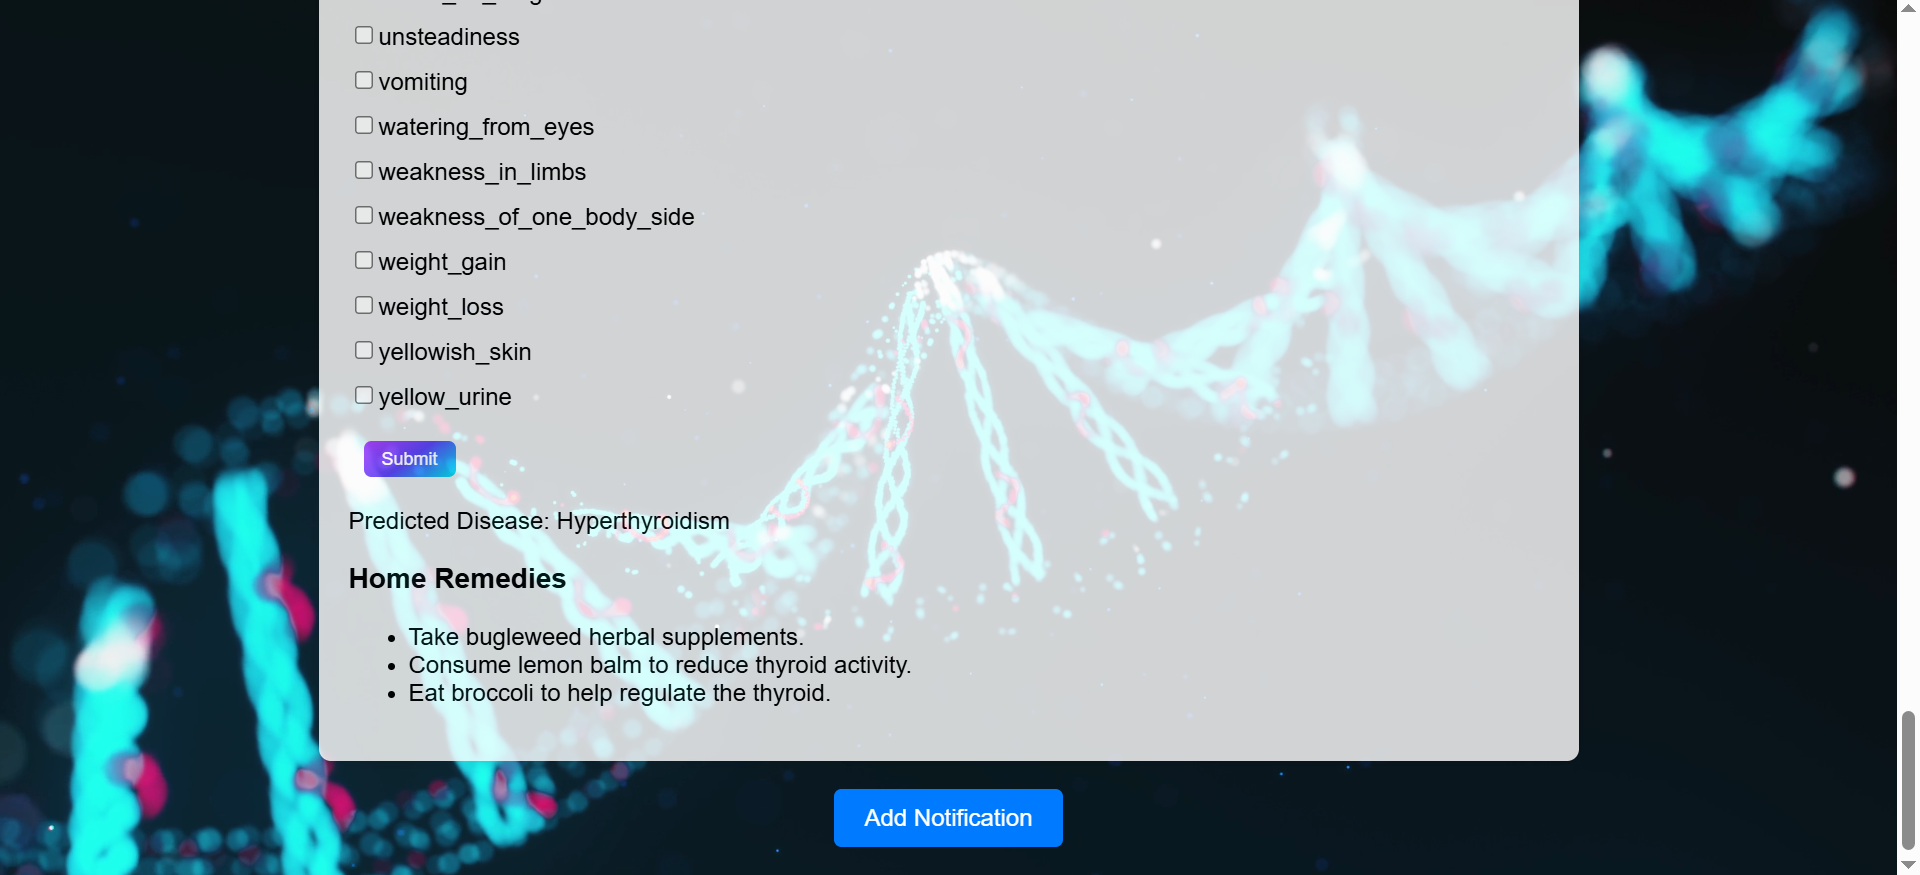 unsteadiness
vomiting
watering_from_eyes
weakness_in_limbs
weakness_of_one_body_side
weight_gain
weight_loss
yellowish_skin
yellow_urine
Submit
Predicted Disease: Hyperthyroidism
Home Remedies
• Take bugleweed herbal supplements.
• Consume lemon balm to reduce thyroid activity.
• Eat broccoli to help regulate the thyroid.
Add Notification